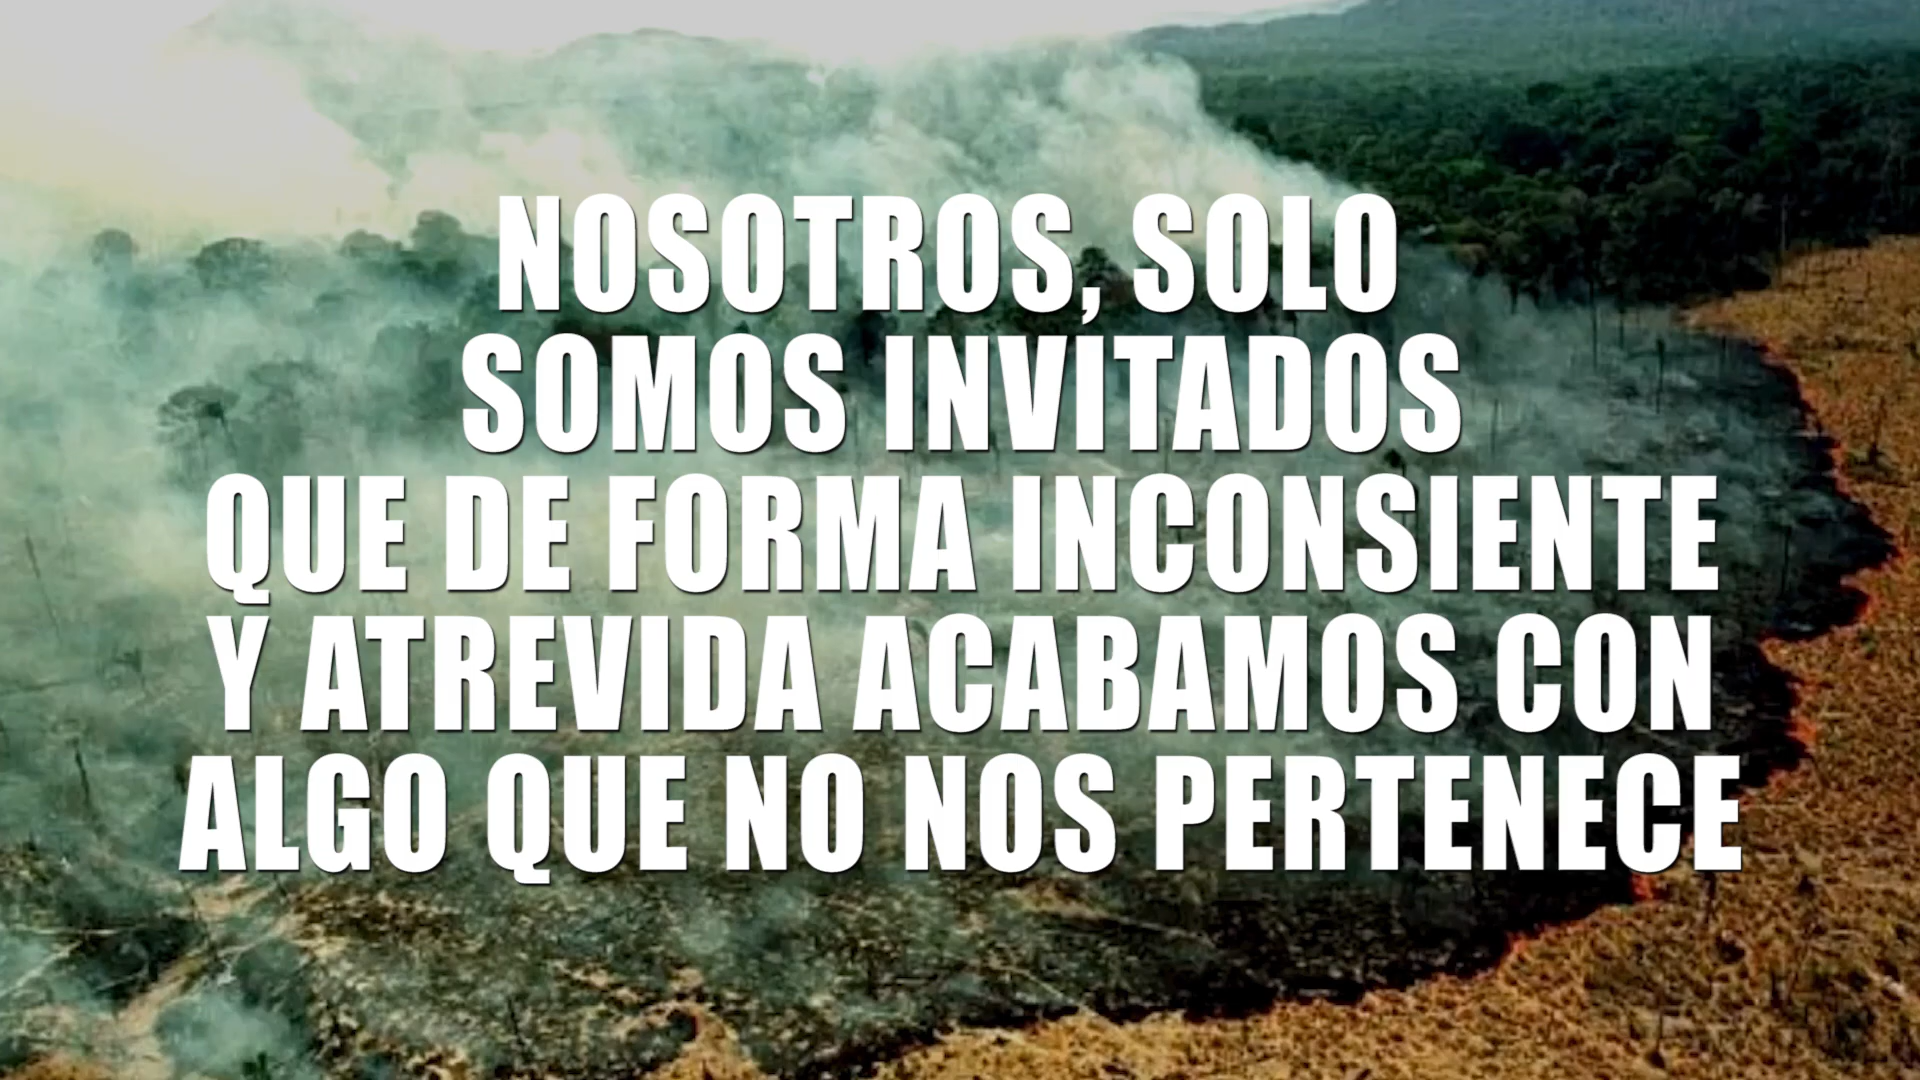 NOSOTROS, SOLO
SOMOS INVITADOS
QUE DE FORMA INCONSIENTE
Y ATREVIDA ACABAMOS CON
ALGO QUE NO NOS PERTENECE